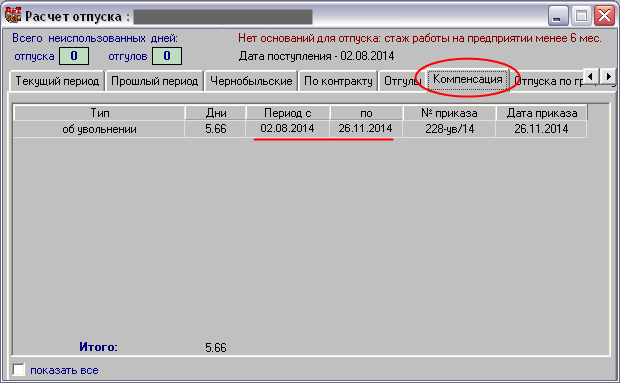 Расчет отпуска :
Всего неиспользованных дней: Нет оснований для отпуска: стаж работы на предприятии менее 6 мес.
отпуска 0 отгулов 0 Дата поступления - 02.08.2014
Текущий период Прошлый период Чернобыльские По контракту Отгулы Компенсация Отпуска по
Тип Дни Период с по № приказа Дата приказа
об увольнении 5.66 02.08.2014 26.11.2014 228-ув/14 26.11.2014
Итого: 5.66
показать все